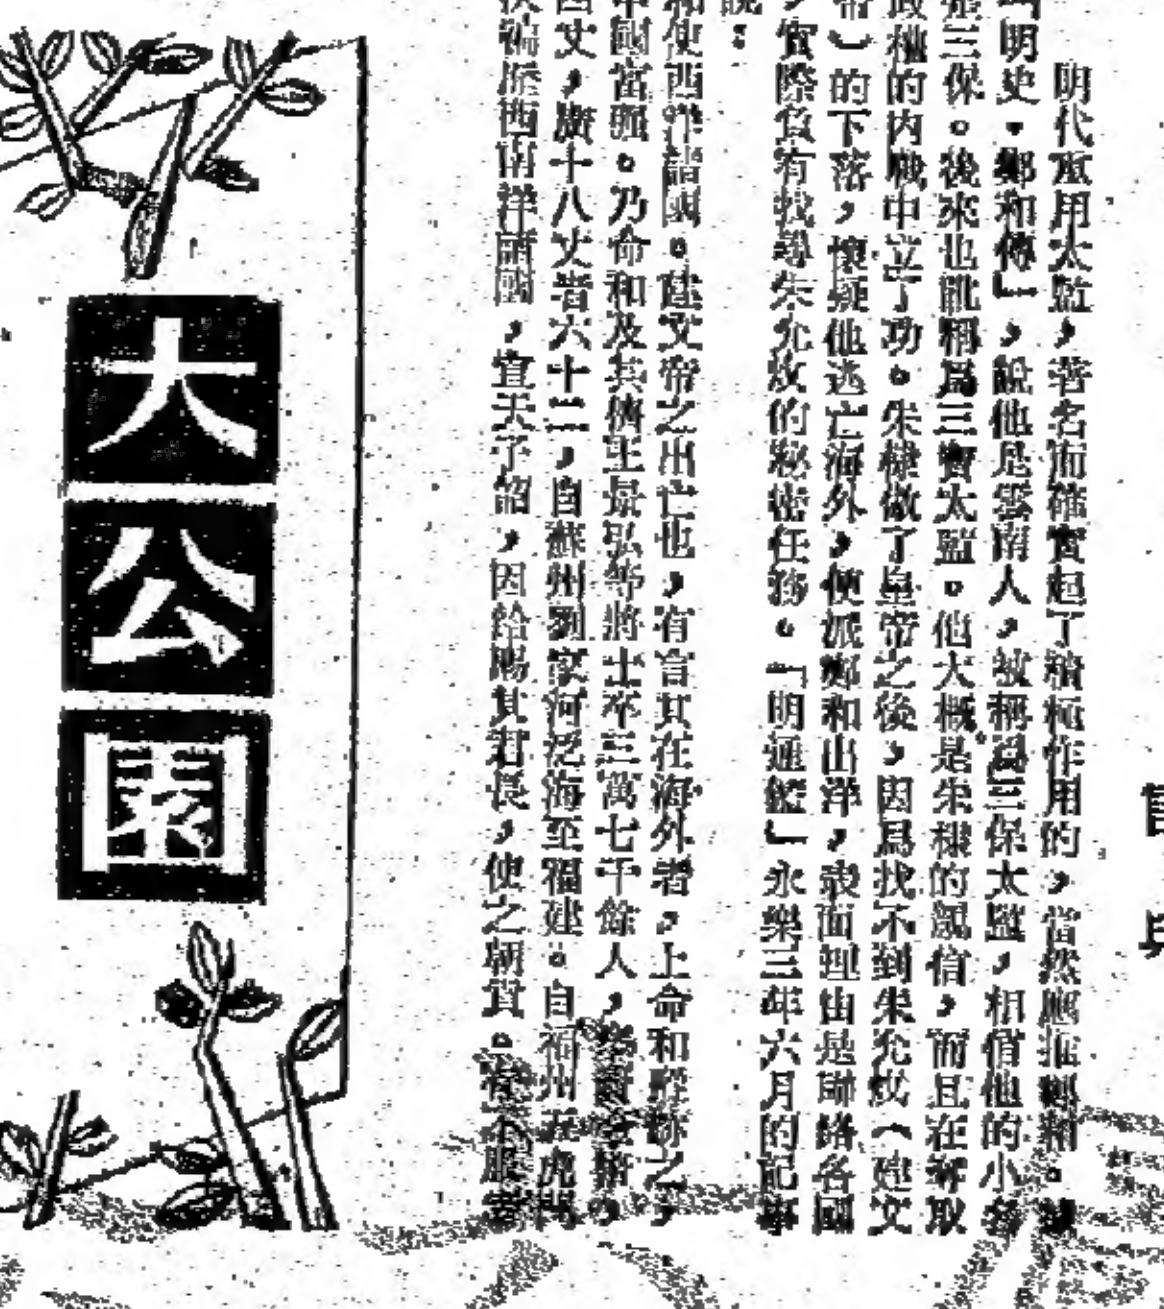 明代重用太監，著名而確實起了積極作用的，當然應推鄭和。據
明史・鄭和傳」，說他是雲南人，被稱爲三保太監，相信他的小名
是三保。後來也訛稱爲三寶太監。他大概是朱棣的親信，而且在奪取
政權的内戰中立了功。朱棣做了皇帝之後，因爲找不到朱允炆（建文
帝）的下落，懷疑他逃亡海外，便派鄭和出洋，表面理由是聯絡各國
，實際負有找尋朱允炆的秘密任務。「明通鑑」永樂三年六月的記事
說：
和使西洋諸國。建文帝之出亡也，有言其在海外者，上命和蹤跡之，
中國富強。乃命和及其儕王景弘等將士卒三萬七千餘人，
四丈，廣十八丈者六十二，自蘇州劉家河泛海至福建。自福州五虎門
次徧歷西南洋諸國，宣天子詔，因給賜其君長，使之朝貢。有不服者
大公園